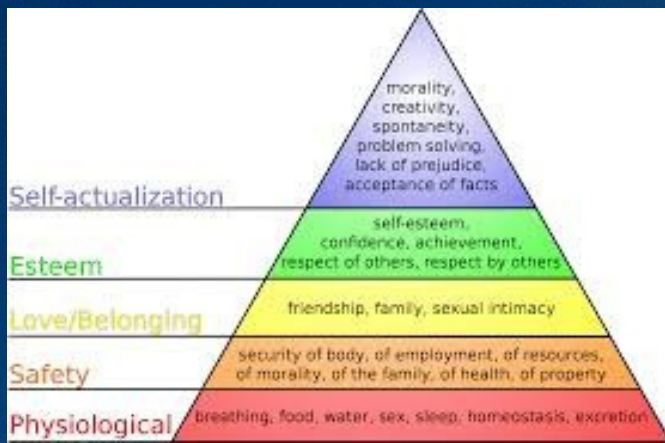 morality,
creativity,
spontaneity,
problem solving,
lack of prejudice,
acceptance of facts
Self-actualization
self-esteem,
confidence, achievement,
respect of others, respect by others
Esteem
friendship, family, sexual intimacy
Love/Belonging
security of body, of employment, of resources,
of morality, of the family, of health, of property
Safety
Physiological
breathing, food, water, sex, sleep, homeostasis, excretion